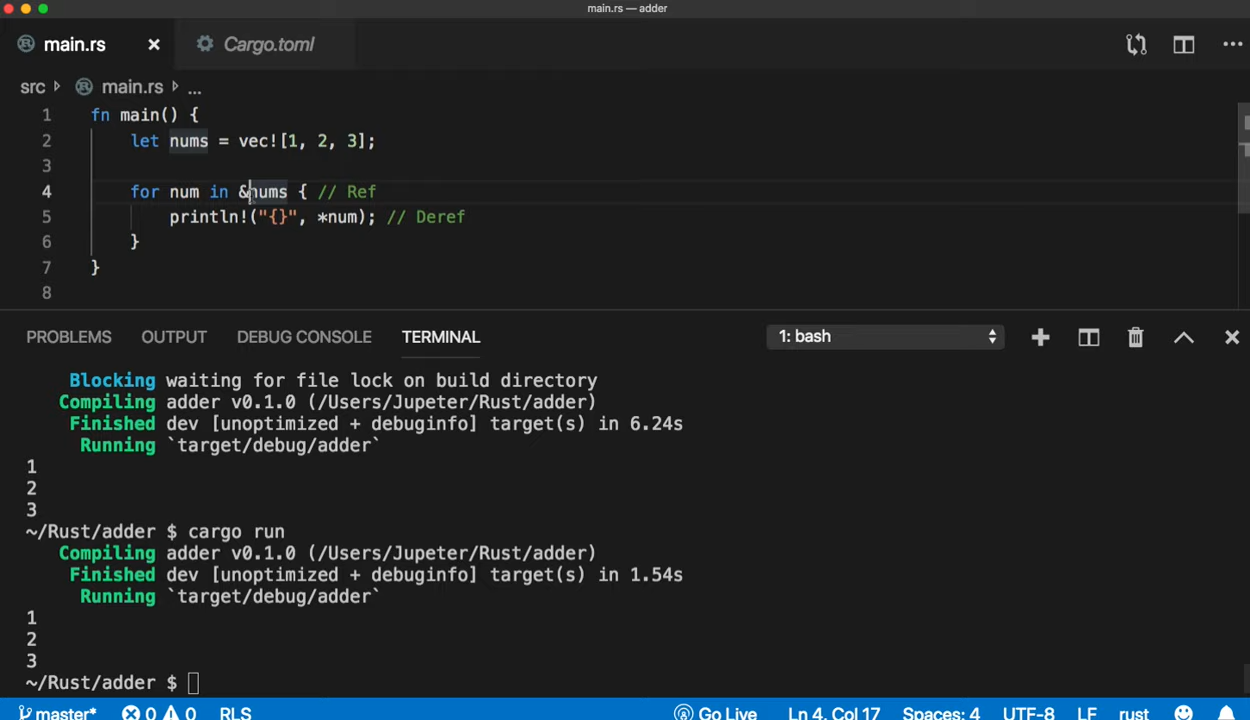 main.rs — adder
main.rs
Cargo.toml
src main.rs ...
1 fn main() {
2 let nums = vec![1, 2, 3];
3
4 for num in &nums { // Ref
5 println!("{}", *num); // Deref
6 }
7 }
8
PROBLEMS OUTPUT DEBUG CONSOLE TERMINAL 1: bash
Blocking waiting for file lock on build directory
Compiling adder v0.1.0 (/Users/Jupeter/Rust/adder)
Finished dev [unoptimized + debuginfo] target(s) in 6.24s
Running `target/debug/adder`
1
2
3
~/Rust/adder $ cargo run
Compiling adder v0.1.0 (/Users/Jupeter/Rust/adder)
Finished dev [unoptimized + debuginfo] target(s) in 1.54s
Running `target/debug/adder`
1
2
3
~/Rust/adder $
master* 0 0 RLS Go Live Ln 4, Col 17 Spaces: 4 UTF-8 LF rust